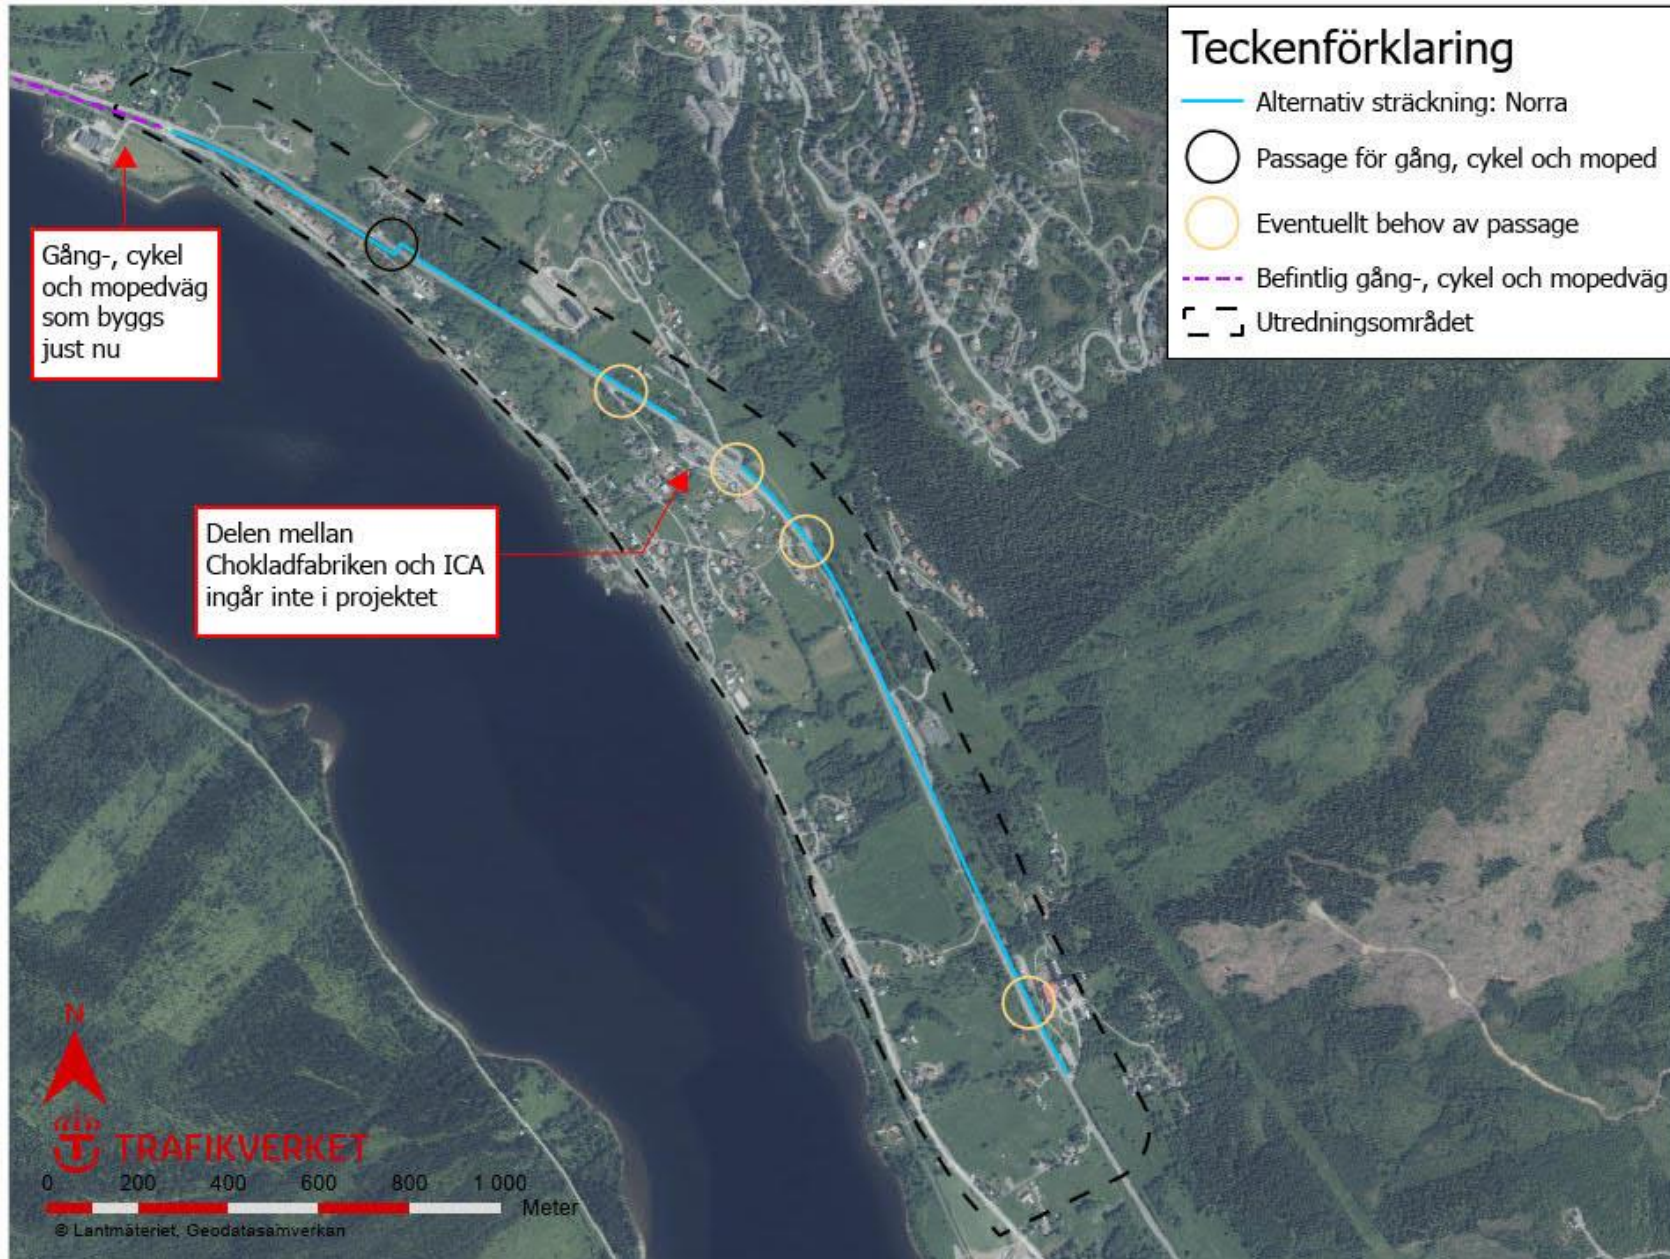 Teckenförklaring
Alternativ sträckning: Norra
Passage för gång, cykel och moped
Eventuellt behov av passage
Befintlig gång-, cykel och mopedväg
Utredningsområdet
Gång-, cykel
och mopedväg
som byggs
just nu
Delen mellan
Chokladfabriken och ICA
ingår inte i projektet
N
TRAFIKVERKET
0 200 400 600 800 1 000
Meter
© Lantmäteriet, Geodatasamverkan